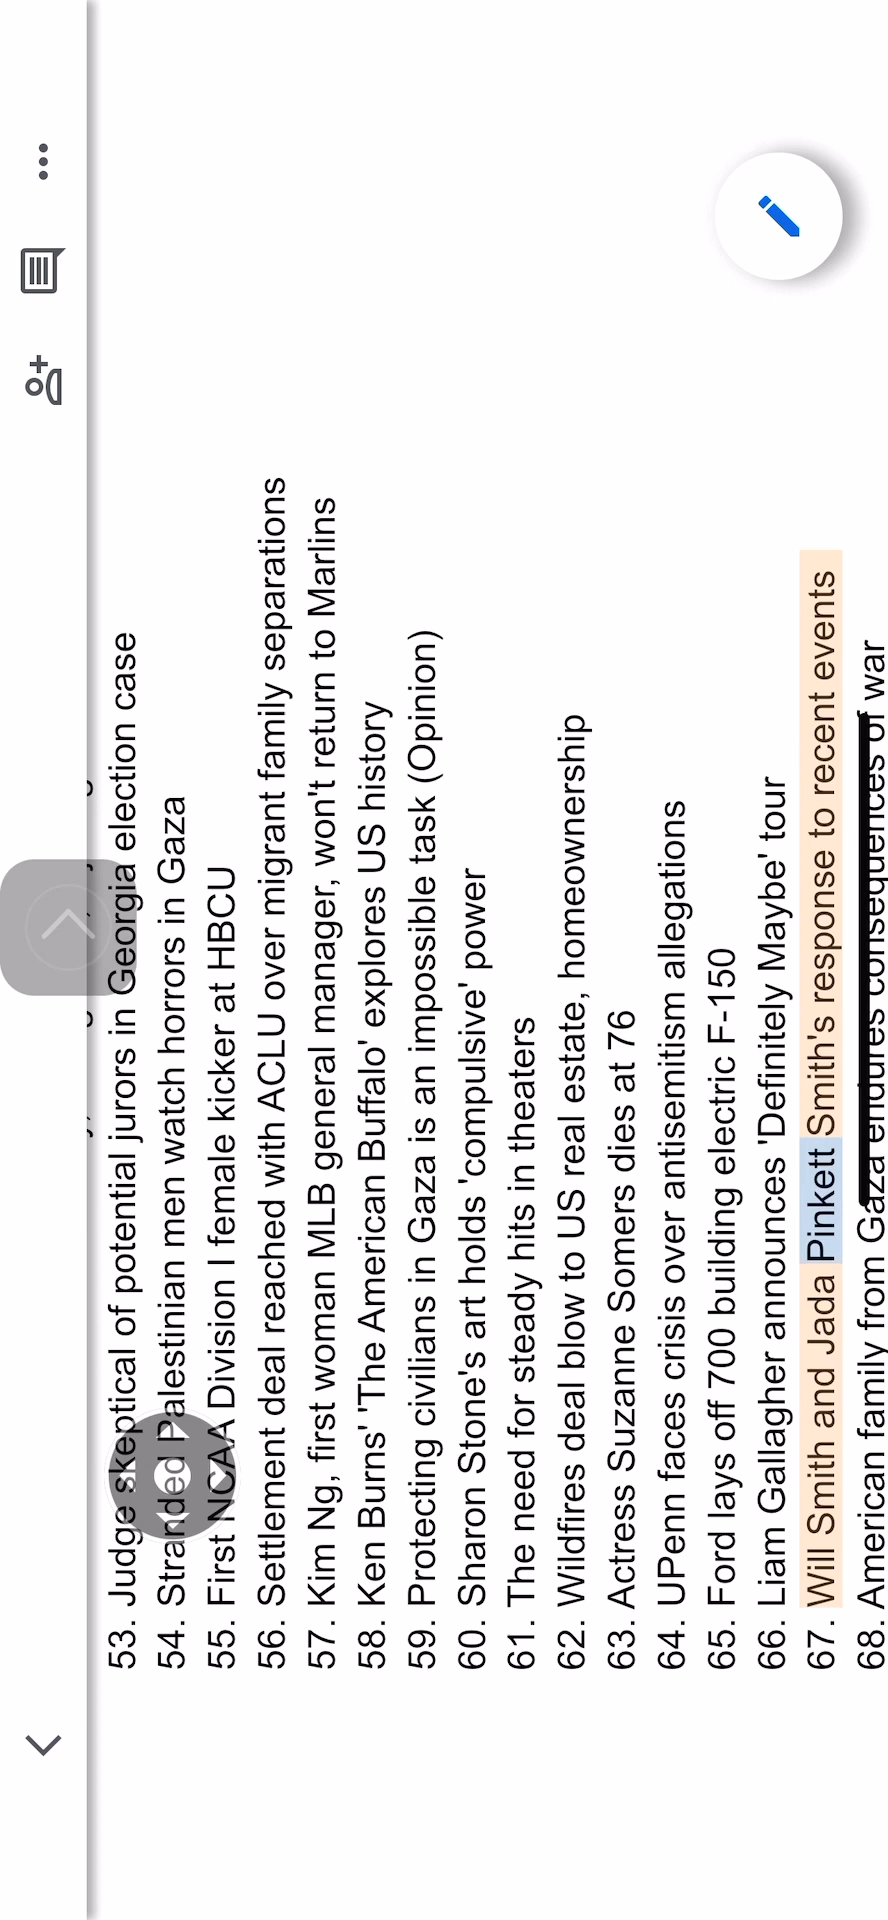 53. Judge skeptical of potential jurors in Georgia election case
54. Stranded Palestinian men watch horrors in Gaza
55. First NCAA Division I female kicker at HBCU
56. Settlement deal reached with ACLU over migrant family separations
57. Kim Ng, first woman MLB general manager, won't return to Marlins
58. Ken Burns' 'The American Buffalo' explores US history
59. Protecting civilians in Gaza is an impossible task (Opinion)
60. Sharon Stone's art holds 'compulsive' power
61. The need for steady hits in theaters
62. Wildfires deal blow to US real estate, homeownership
63. Actress Suzanne Somers dies at 76
64. UPenn faces crisis over antisemitism allegations
65. Ford lays off 700 building electric F-150
66. Liam Gallagher announces 'Definitely Maybe' tour
67. Will Smith and Jada Pinkett Smith's response to recent events
68. American family from Gaza endures consequences of war